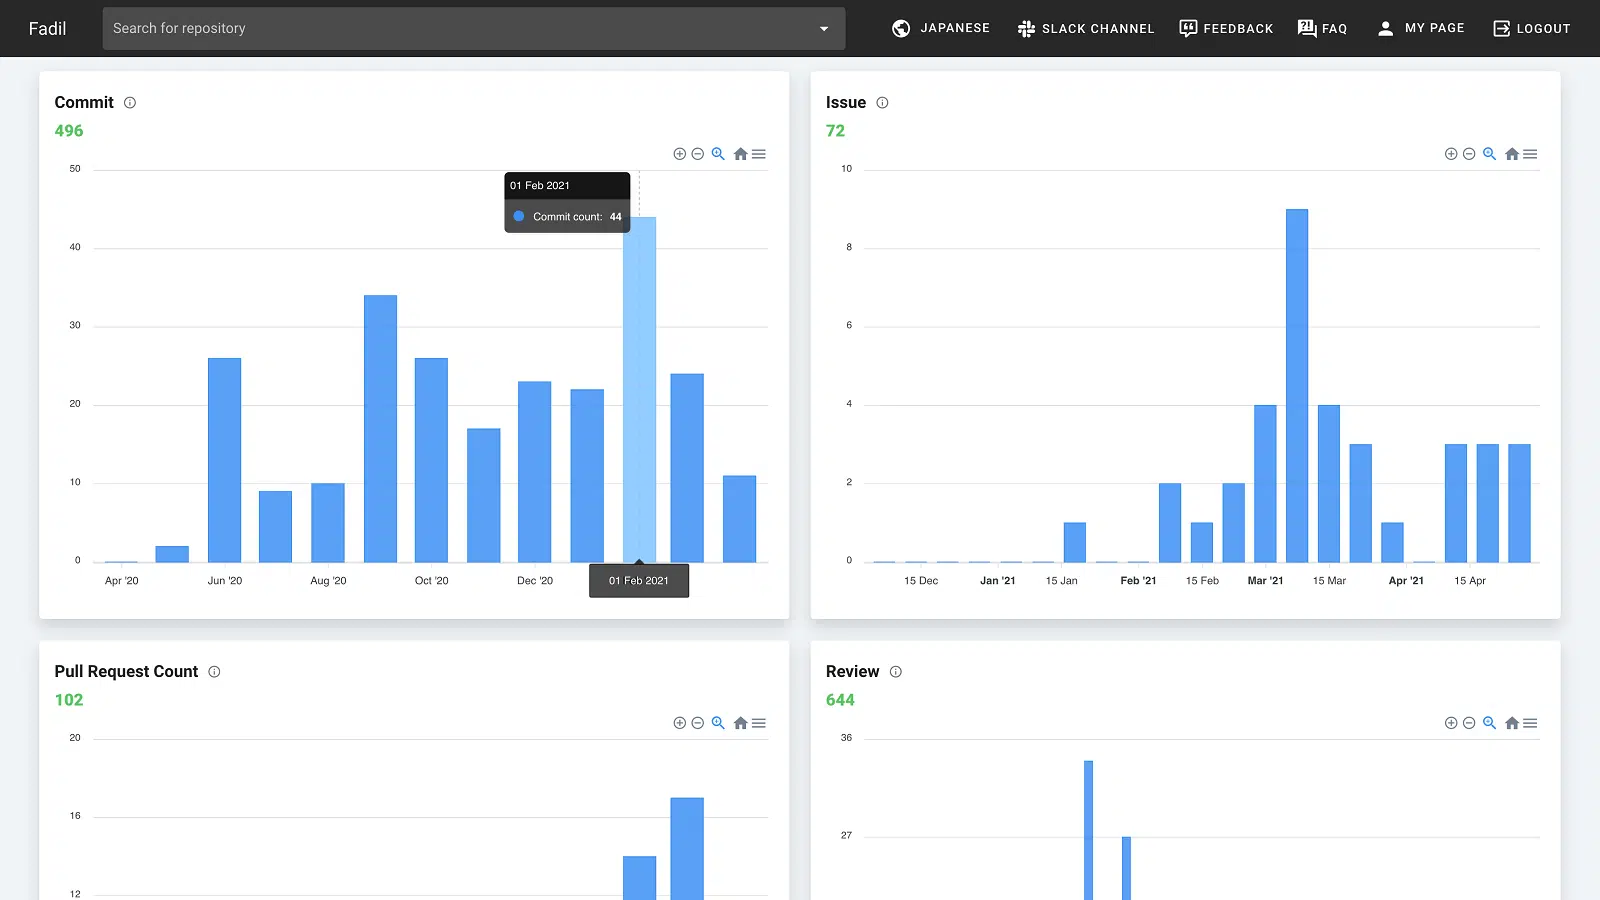 Fadil
Search for repository
JAPANESE
SLACK CHANNEL
FEEDBACK
FAQ
MY PAGE
LOGOUT
Commit
496
50
40
30
20
10
0
01 Feb 2021
Commit count: 44
Apr '20
Jun '20
Aug '20
Oct '20
Dec '20
01 Feb 2021
Issue
72
10
8
6
4
2
0
15 Dec
Jan '21
15 Jan
Feb '21
15 Feb
Mar '21
15 Mar
Apr '21
15 Apr
Pull Request Count
102
20
16
12
Review
644
36
27